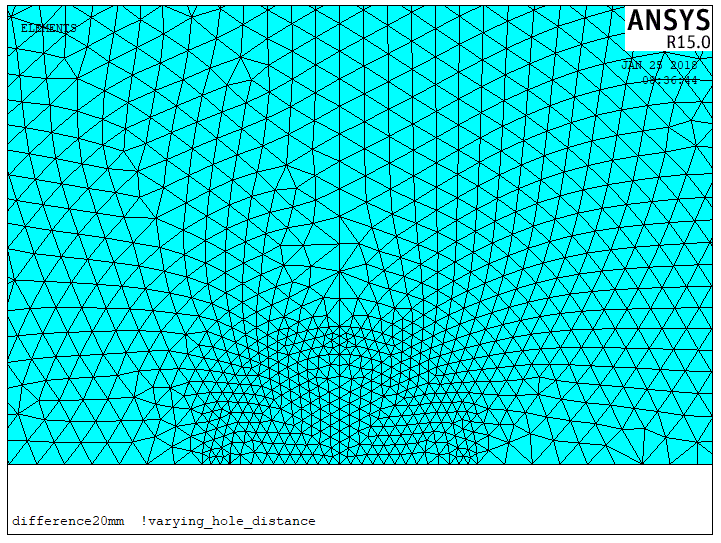 ELEMENTS
ANSYS
R15.0
JAN 25 2018
difference20mm  !varying_hole_distance